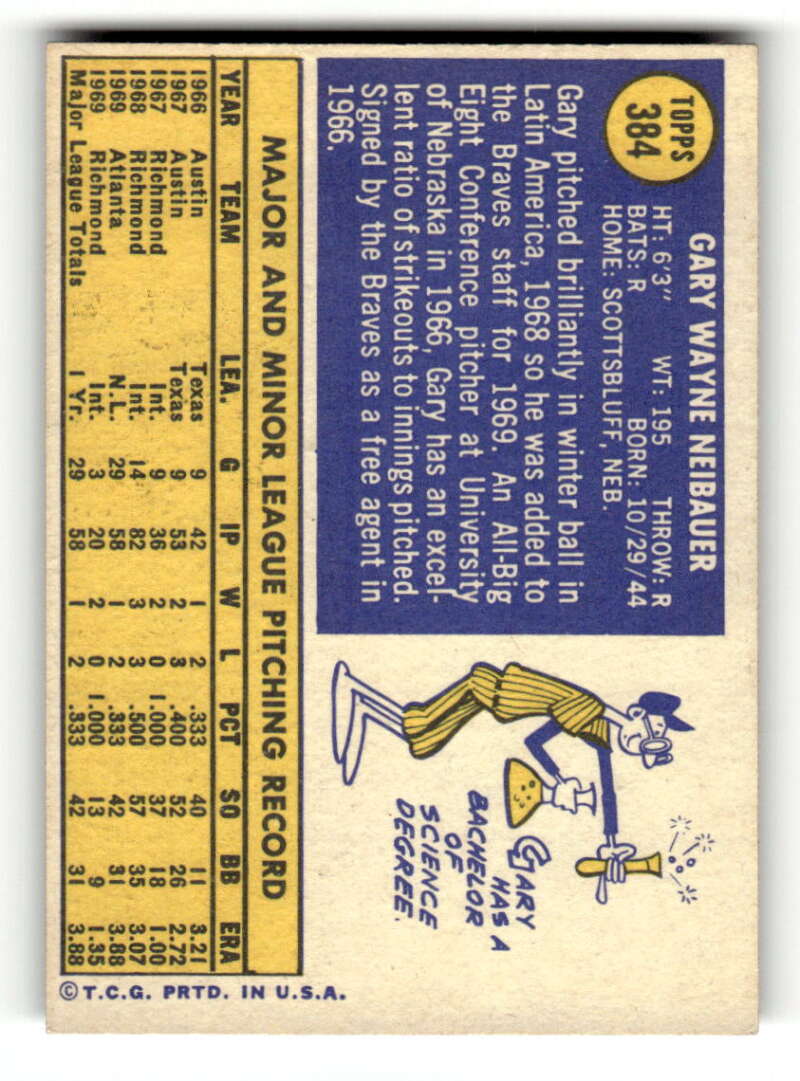 TOPPS
384
GARY WAYNE NEIBAUER
HT: 6'3" WT: 195 THROW: R
BATS: R BORN: 10/29/44
HOME: SCOTTSBLUFF, NEB.
Gary pitched brilliantly in winter ball in
Latin America, 1968 so he was added to
the Braves staff for 1969. An All-Big
Eight Conference pitcher at University
of Nebraska in 1966, Gary has an excel-
lent ratio of strikeouts to innings pitched.
Signed by the Braves as a free agent in
1966.
GARY
HAS A
BACHELOR
OF
SCIENCE
DEGREE.
MAJOR AND MINOR LEAGUE PITCHING RECORD
YEAR TEAM LEA. G IP W L PCT SO BB ERA
1966 Austin Texas 9 42 1 2 .333 40 11 3.21
1967 Austin Texas 9 53 2 3 .400 52 26 2.72
1967 Richmond Int. 9 36 2 0 1.000 37 18 1.00
1968 Richmond Int. 14 82 3 3 .500 57 35 3.07
1969 Atlanta N.L. 29 58 1 2 .333 42 31 3.88
1969 Richmond Int. 3 20 2 0 1.000 13 9 1.35
Major League Totals 1 Yr. 29 58 1 2 .333 42 31 3.88
© T.C.G. PRTD. IN U.S.A.